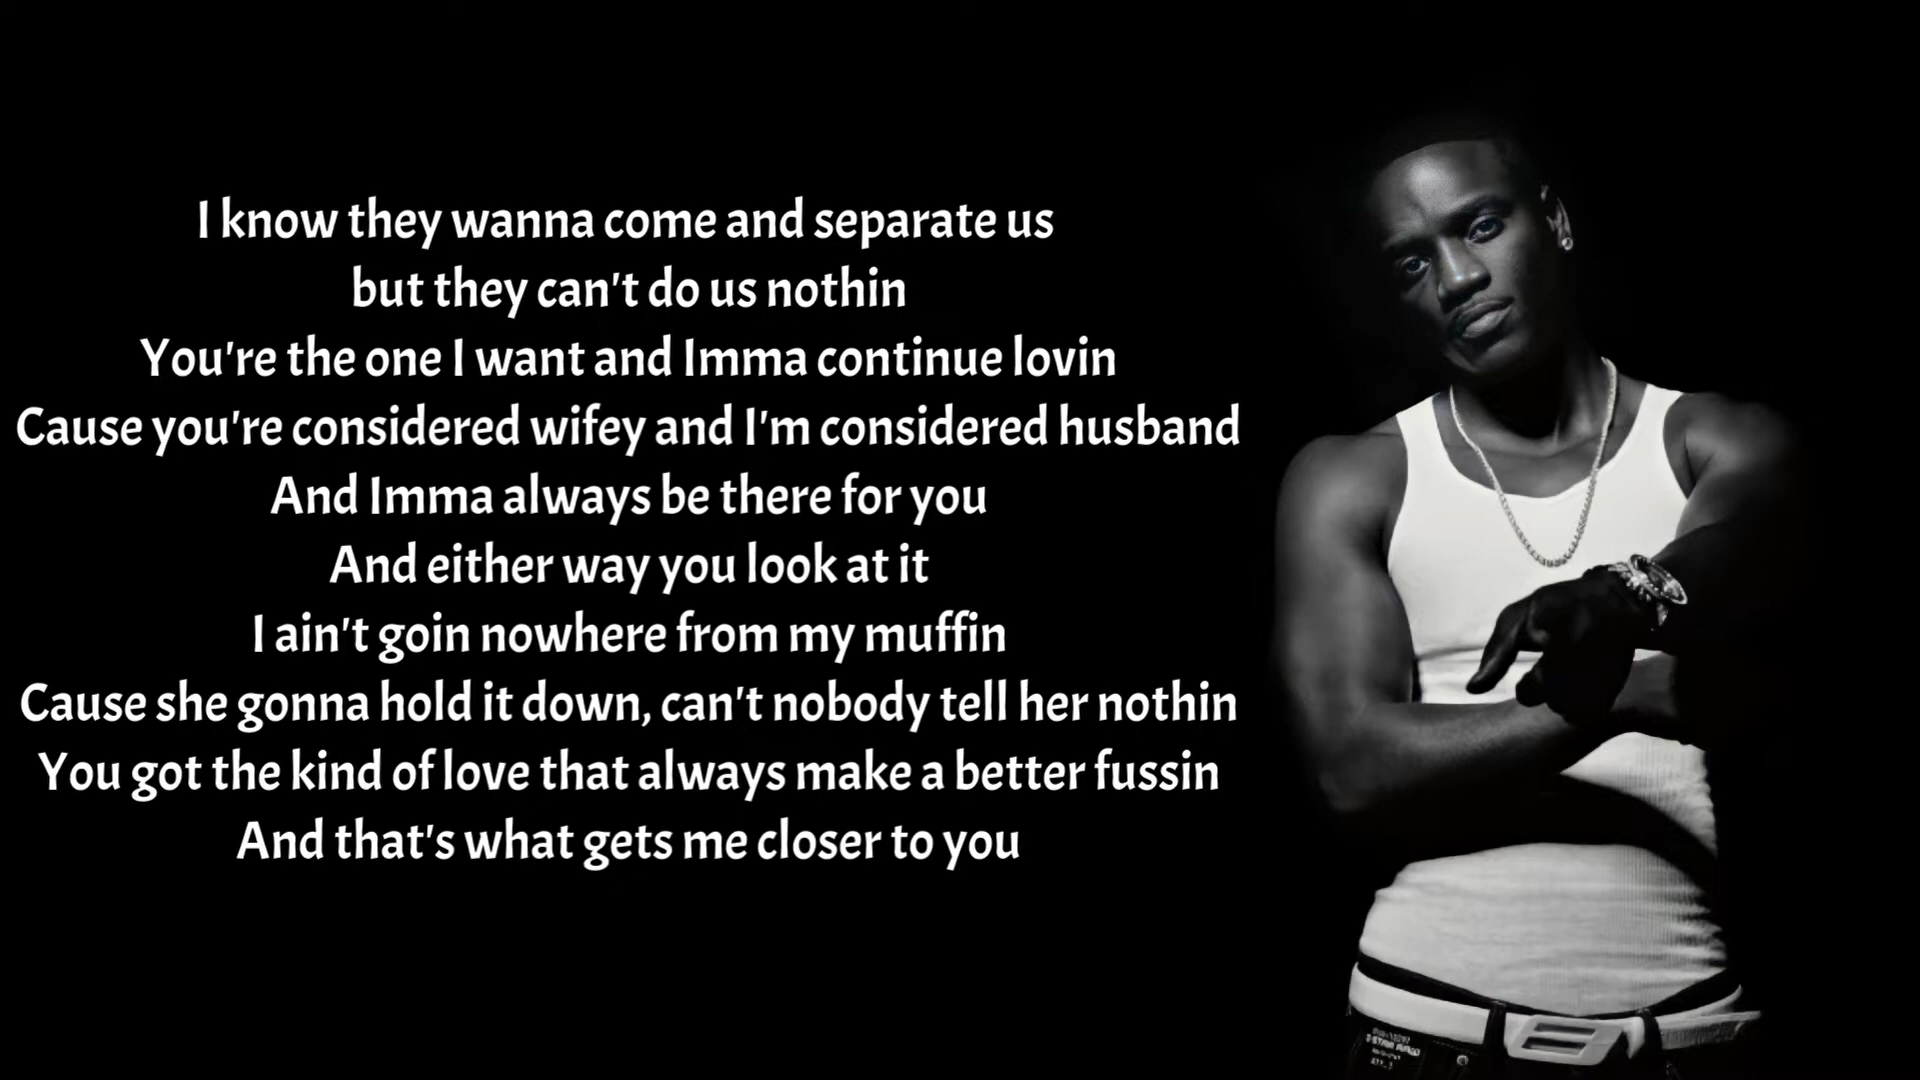 I know they wanna come and separate us
but they can't do us nothin
You're the one I want and Imma continue lovin
Cause you're considered wifey and I'm considered husband
And Imma always be there for you
And either way you look at it
I ain't goin nowhere from my muffin
Cause she gonna hold it down, can't nobody tell her nothin
You got the kind of love that always make a better fussin
And that's what gets me closer to you